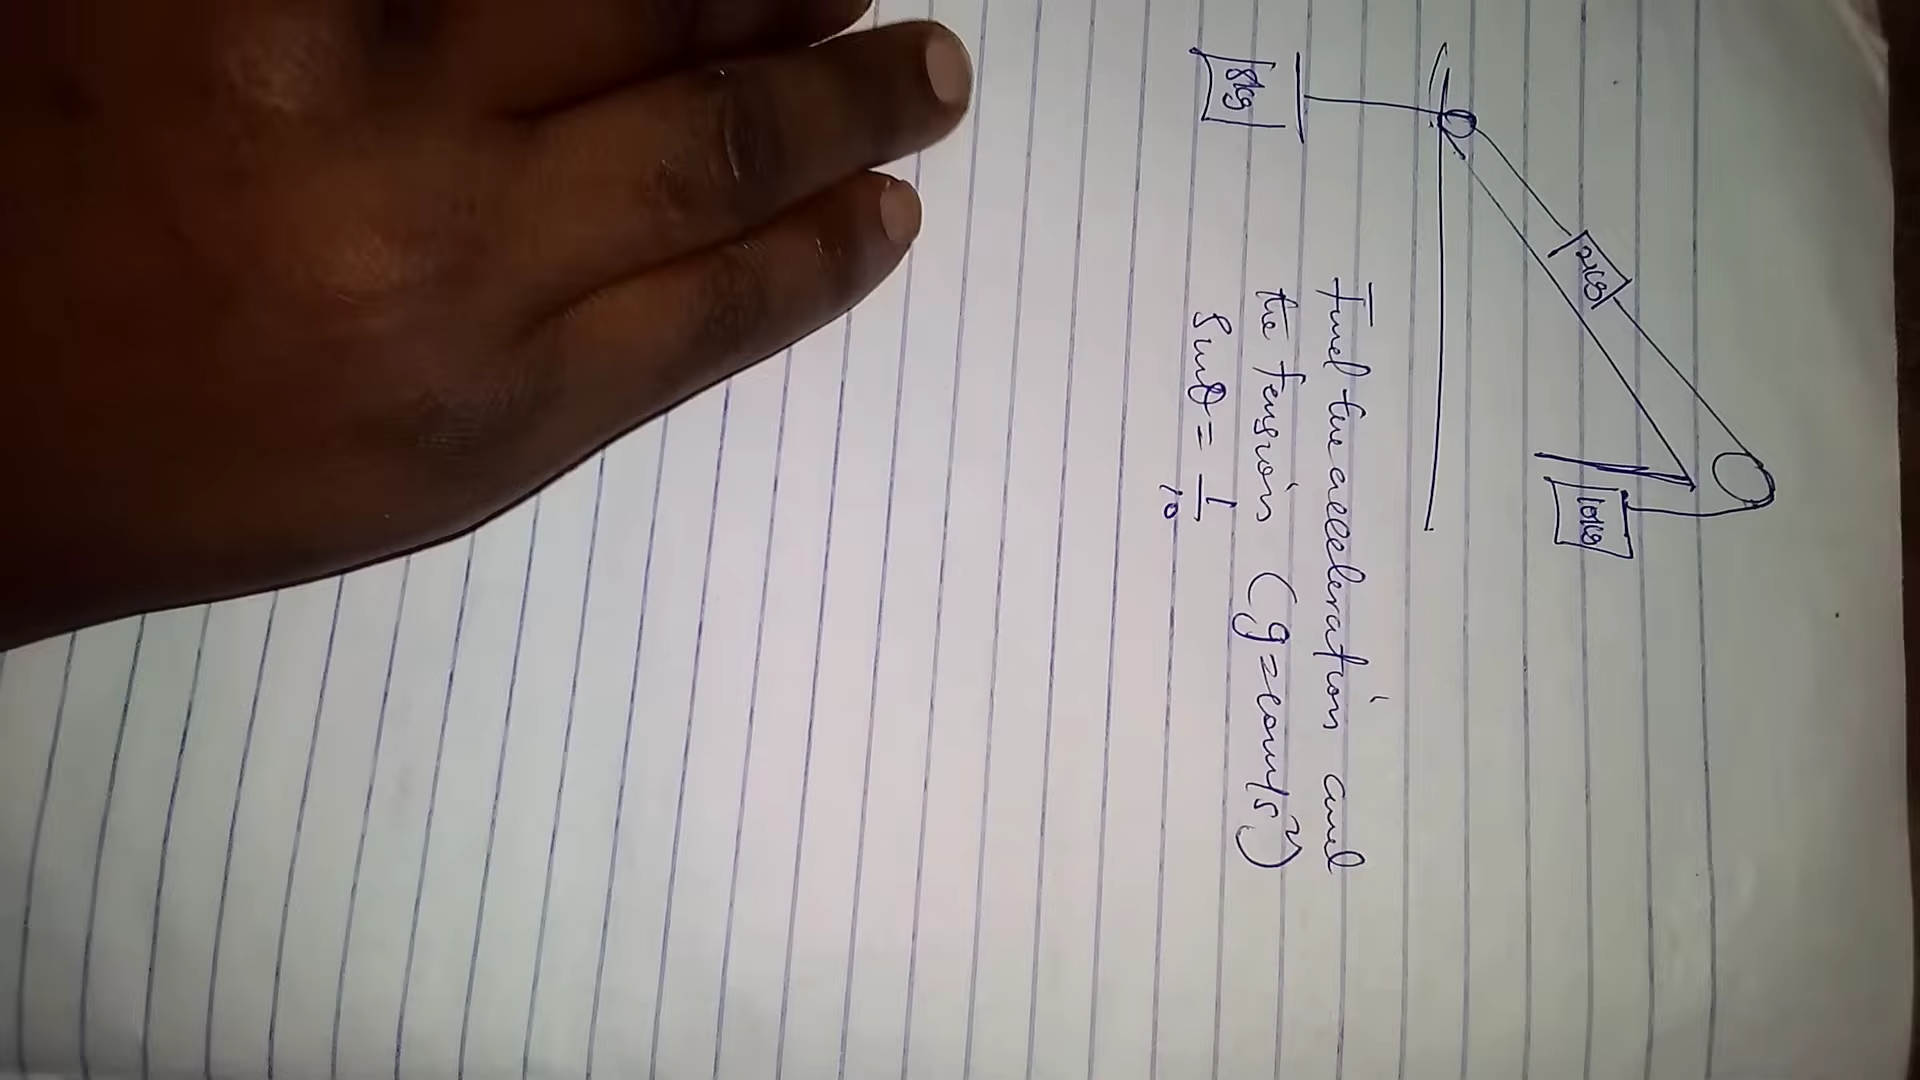 10kg
2kg
8kg
Find the acceleration and
the tension (g=10m/s²)
Sinθ = 1/10